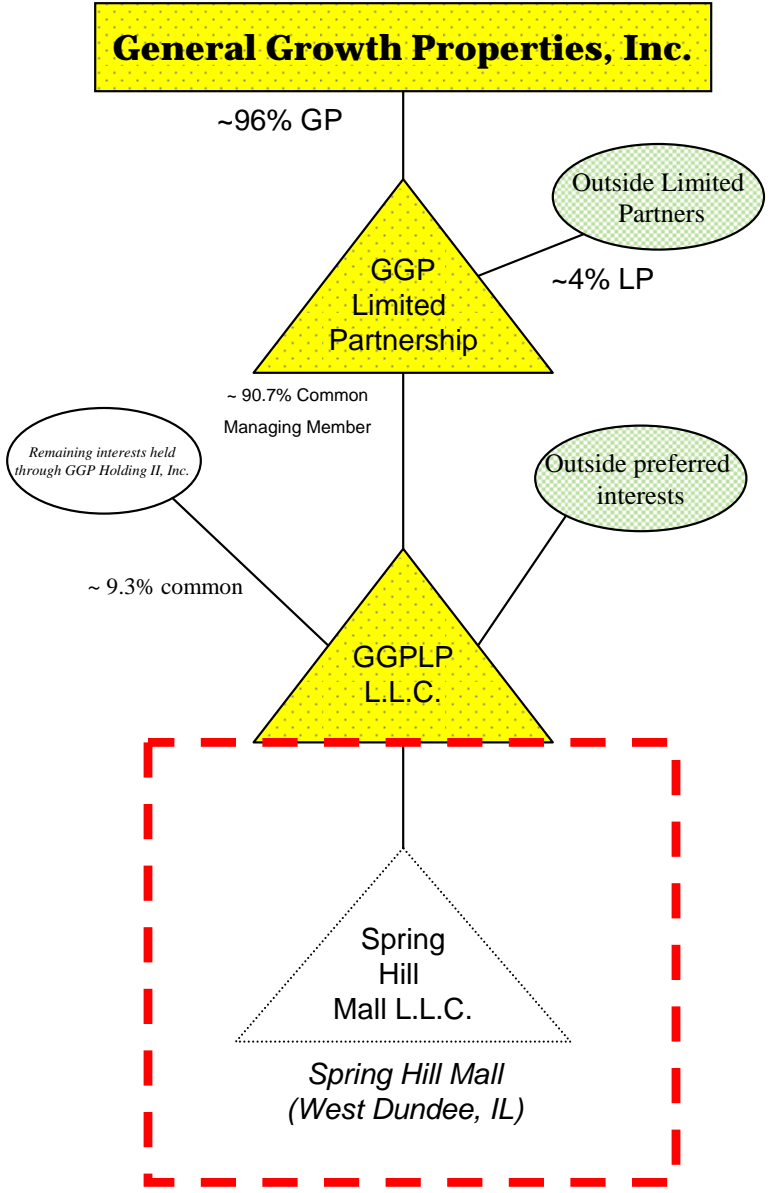 General Growth Properties, Inc.
~96% GP
Outside Limited
Partners
GGP
Limited
Partnership
~4% LP
~ 90.7% Common
Managing Member
Remaining interests held
through GGP Holding II, Inc.
Outside preferred
interests
~ 9.3% common
GGPLP
L.L.C.
Spring
Hill
Mall L.L.C.
Spring Hill Mall
(West Dundee, IL)